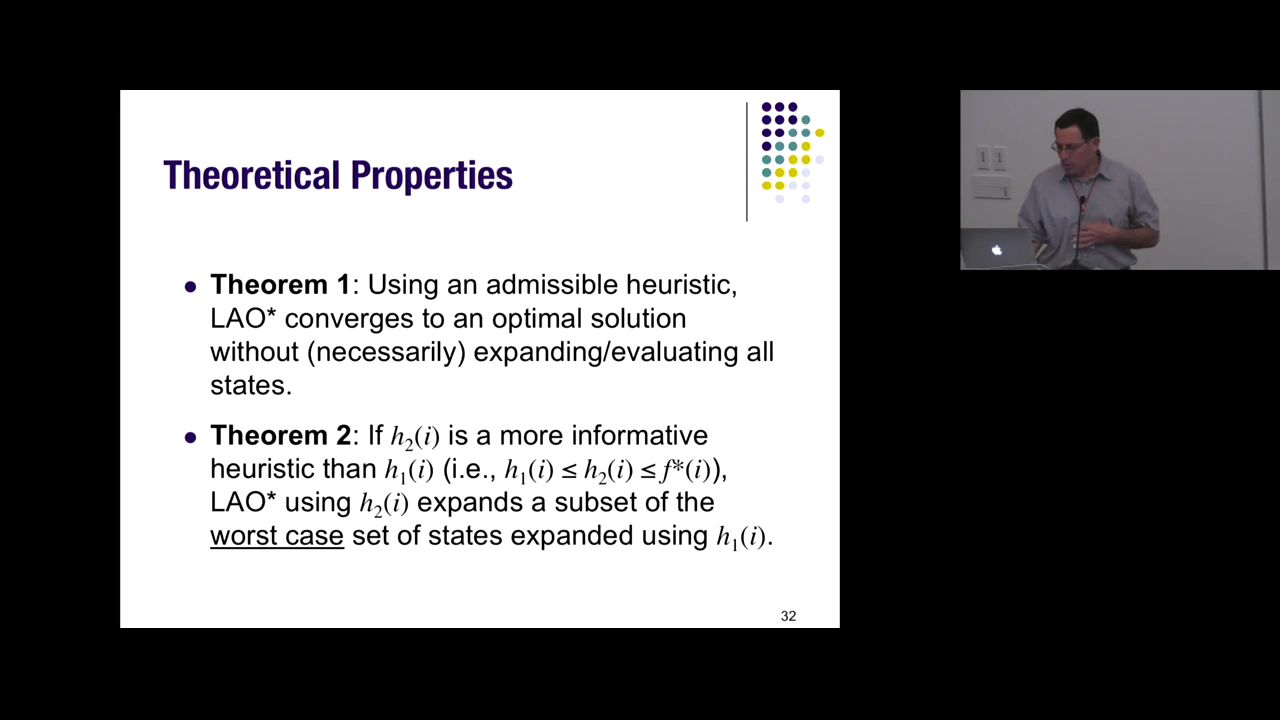 Theoretical Properties
● Theorem 1: Using an admissible heuristic,
LAO* converges to an optimal solution
without (necessarily) expanding/evaluating all
states.
● Theorem 2: If h₂(i) is a more informative
heuristic than h₁(i) (i.e., h₁(i) ≤ h₂(i) ≤ f*(i)),
LAO* using h₂(i) expands a subset of the
worst case set of states expanded using h₁(i).
32